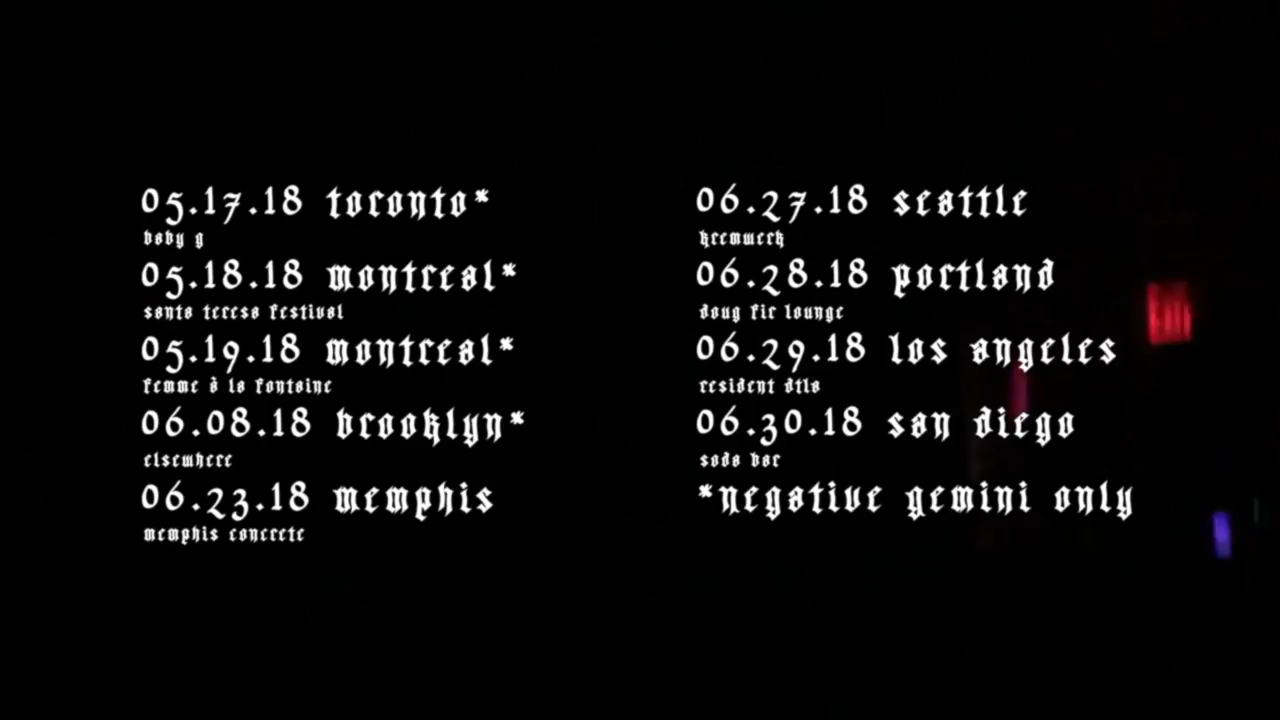 05.17.18 toronto*
baby g
05.18.18 montreal*
santa teresa festival
05.19.18 montreal*
femme à la fontaine
06.08.18 brooklyn*
elsewhere
06.23.18 memphis
memphis concrete
06.27.18 seattle
kremwerk
06.28.18 portland
doug fir lounge
06.29.18 los angeles
resident dtla
06.30.18 san diego
soda bar
*negative gemini only